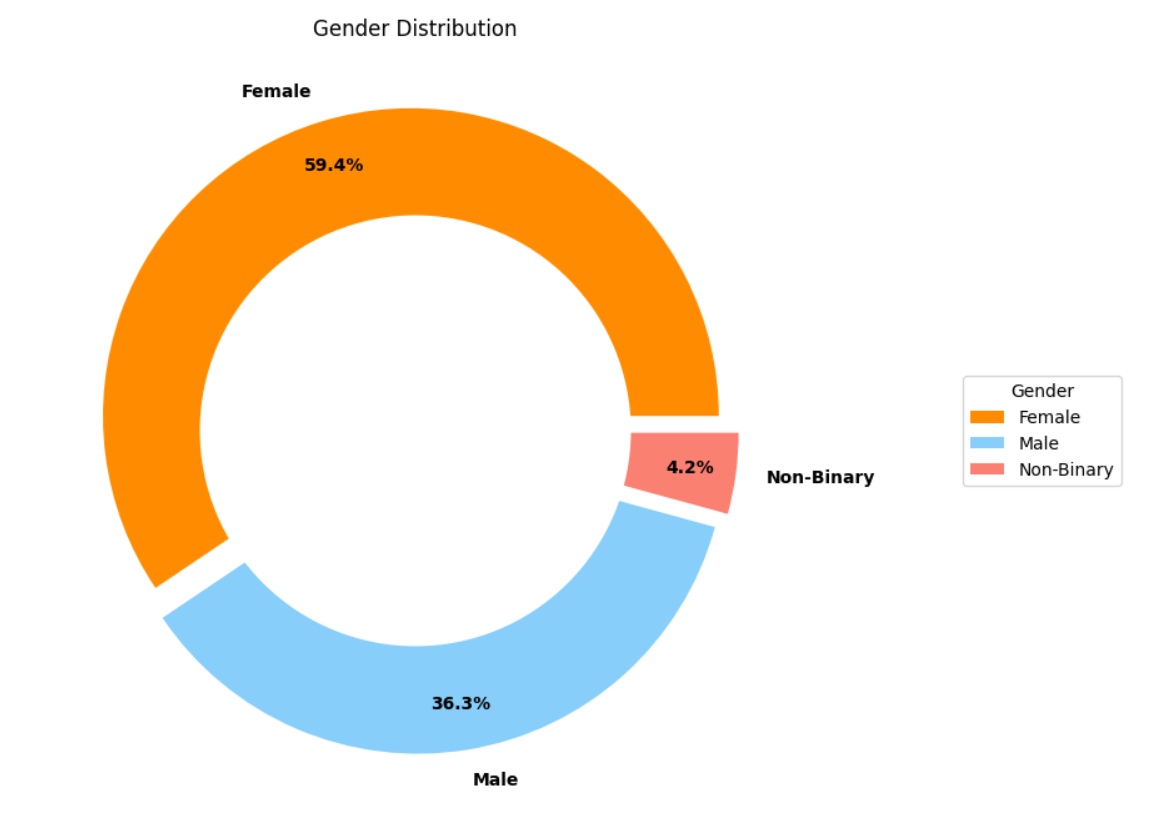 Gender Distribution
Female
59.4%
Gender
Female
Male
Non-Binary
4.2%
Non-Binary
36.3%
Male